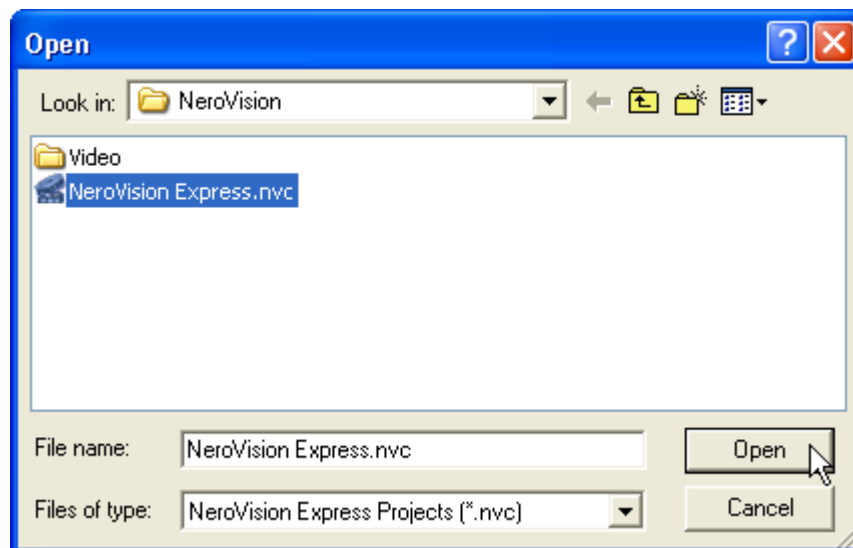 Open
Look in: NeroVision
Video
NeroVision Express.nvc
File name: NeroVision Express.nvc Open
Files of type: NeroVision Express Projects (*.nvc) Cancel